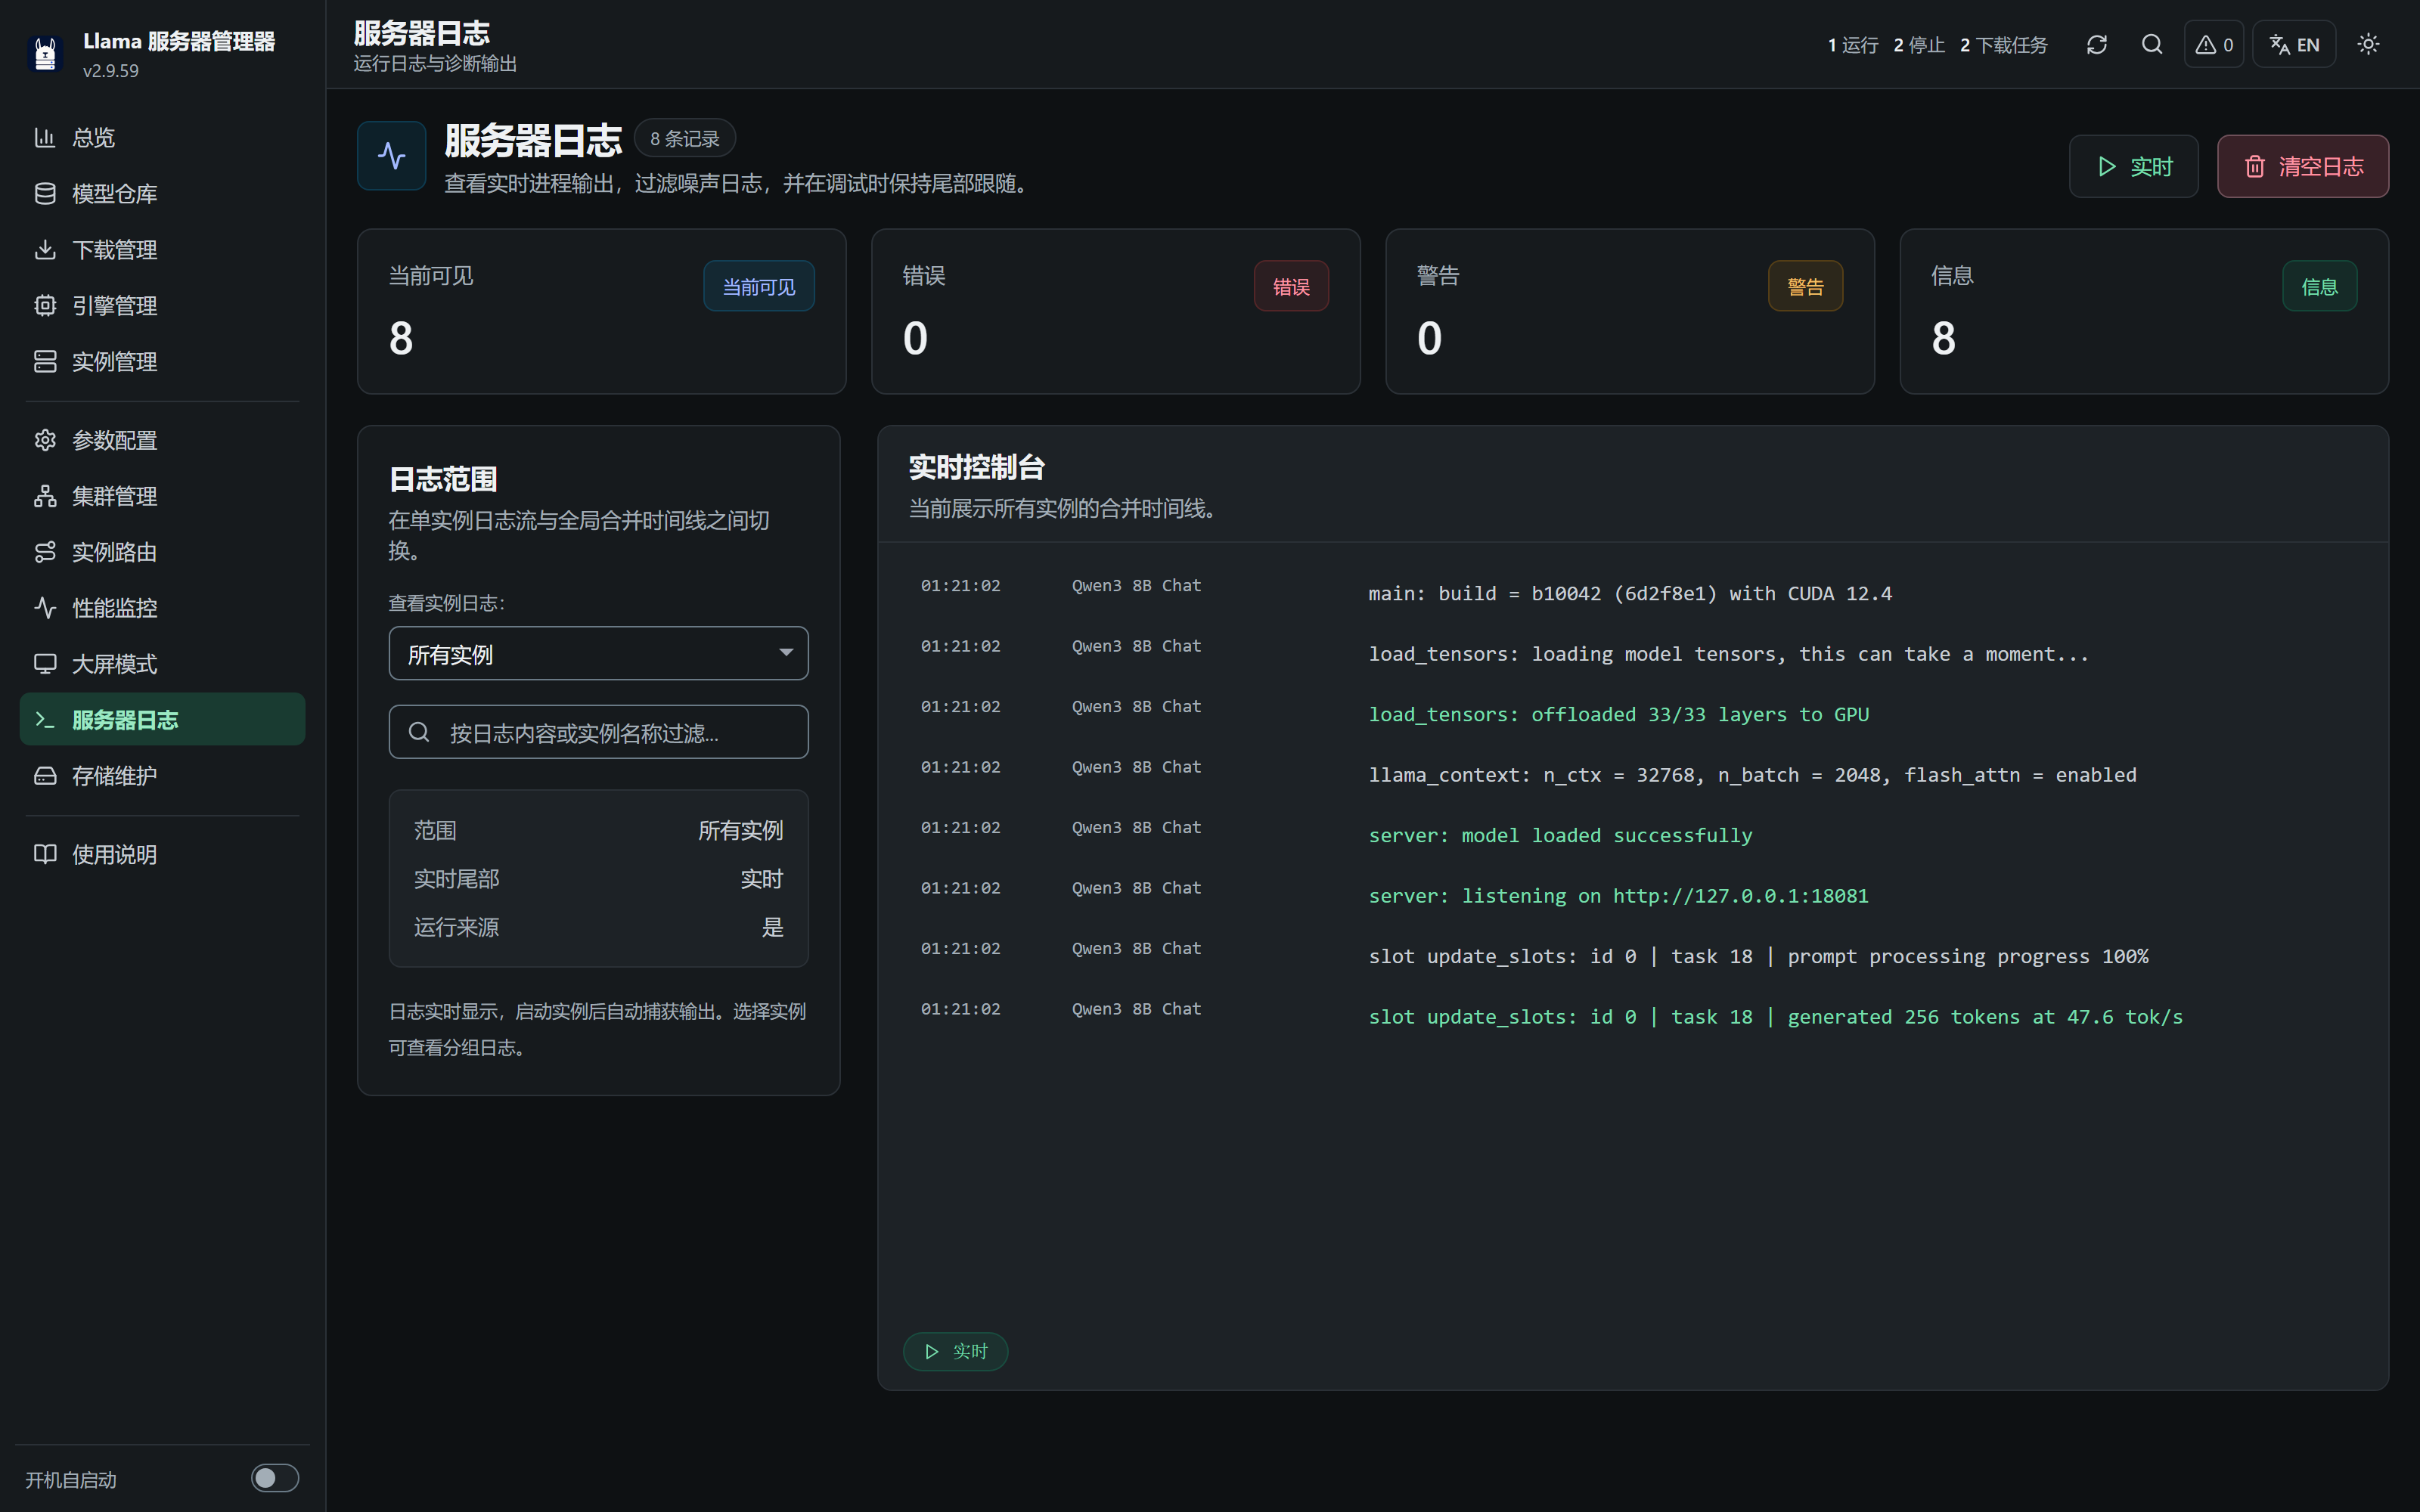 Llama 服务器管理器
v2.9.59
总览
模型仓库
下载管理
引擎管理
实例管理
参数配置
集群管理
实例路由
性能监控
大屏模式
服务器日志
存储维护
使用说明
开机自启动
服务器日志
运行日志与诊断输出
1 运行 2 停止 2 下载任务
0
EN
服务器日志
8 条记录
查看实时进程输出，过滤噪声日志，并在调试时保持尾部跟随。
实时
清空日志
当前可见
当前可见
8
错误
错误
0
警告
警告
0
信息
信息
8
日志范围
在单实例日志流与全局合并时间线之间切
换。
查看实例日志：
所有实例
按日志内容或实例名称过滤...
范围 所有实例
实时尾部 实时
运行来源 是
日志实时显示，启动实例后自动捕获输出。选择实例
可查看分组日志。
实时控制台
当前展示所有实例的合并时间线。
01:21:02 Qwen3 8B Chat main: build = b10042 (6d2f8e1) with CUDA 12.4
01:21:02 Qwen3 8B Chat load_tensors: loading model tensors, this can take a moment...
01:21:02 Qwen3 8B Chat load_tensors: offloaded 33/33 layers to GPU
01:21:02 Qwen3 8B Chat llama_context: n_ctx = 32768, n_batch = 2048, flash_attn = enabled
01:21:02 Qwen3 8B Chat server: model loaded successfully
01:21:02 Qwen3 8B Chat server: listening on http://127.0.0.1:18081
01:21:02 Qwen3 8B Chat slot update_slots: id 0 | task 18 | prompt processing progress 100%
01:21:02 Qwen3 8B Chat slot update_slots: id 0 | task 18 | generated 256 tokens at 47.6 tok/s
实时